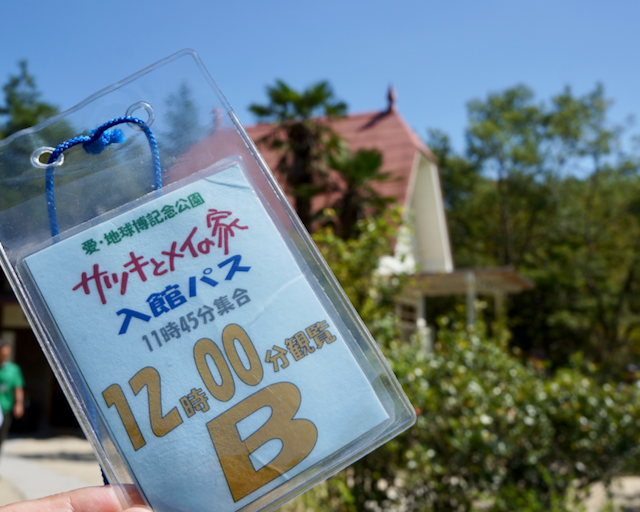 愛・地球博記念公園
サツキとメイの家
入館パス
11時45分集合
12時00分観覧
B